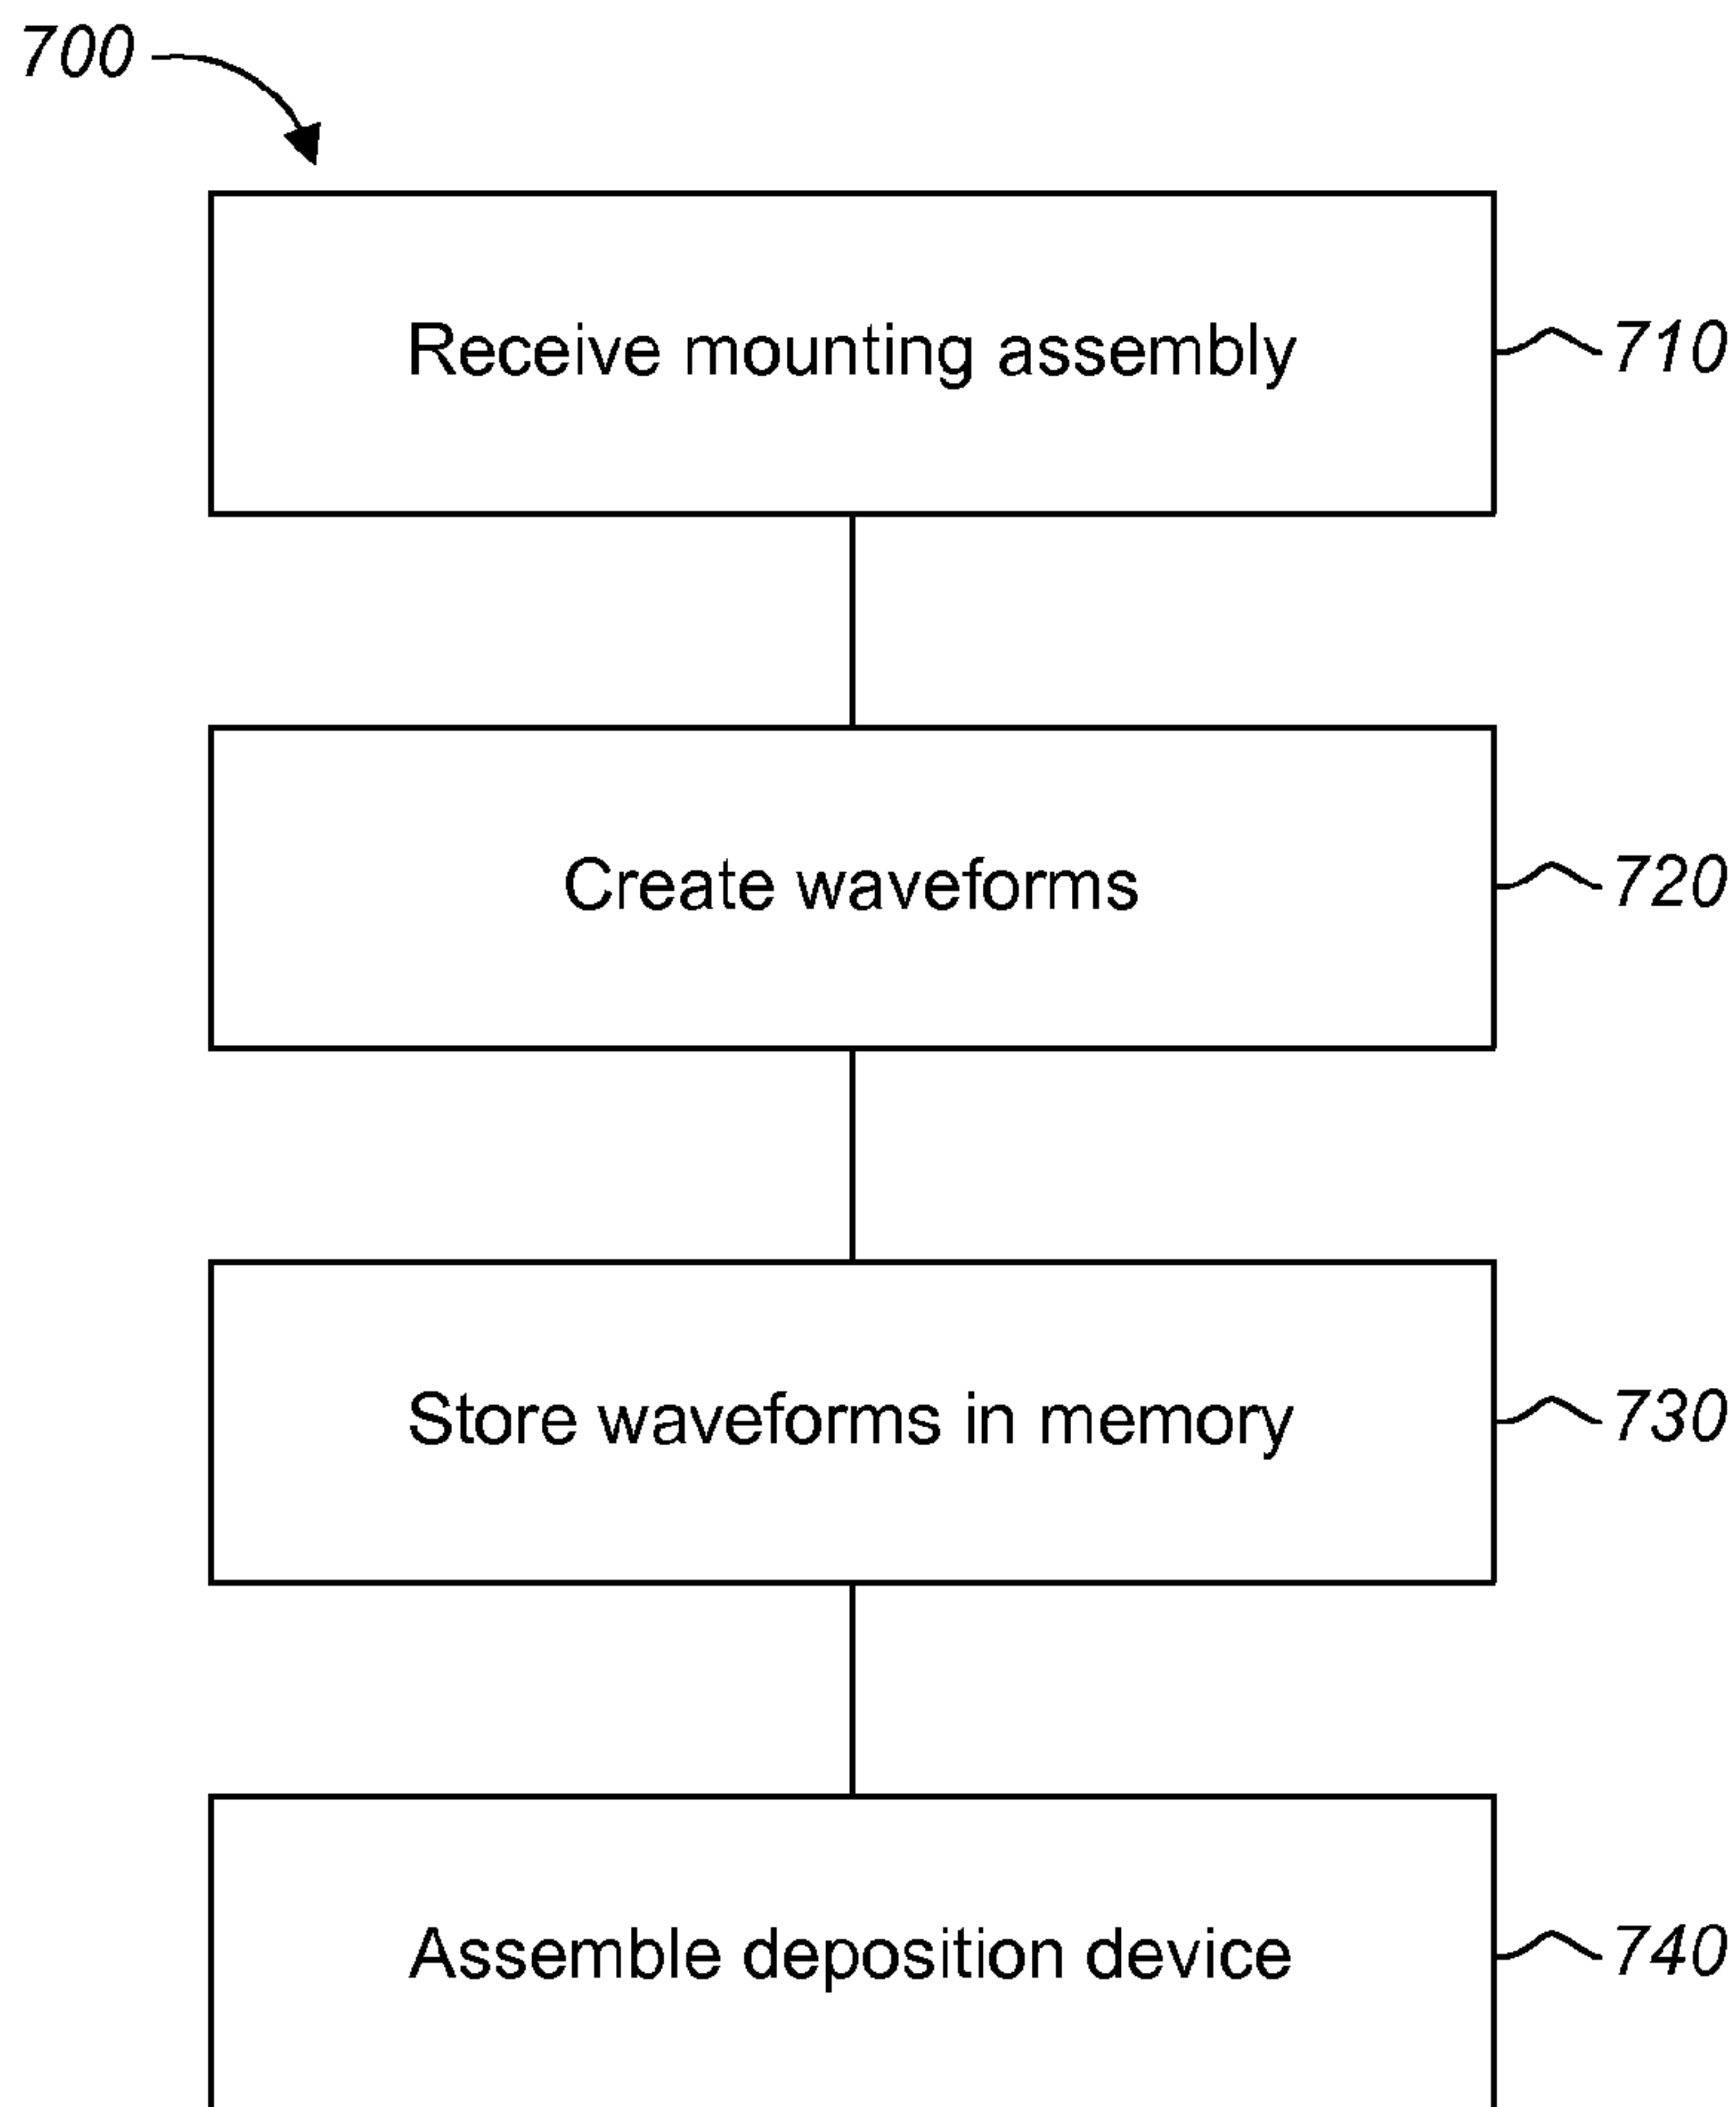 700
Receive mounting assembly 710
Create waveforms 720
Store waveforms in memory 730
Assemble deposition device 740